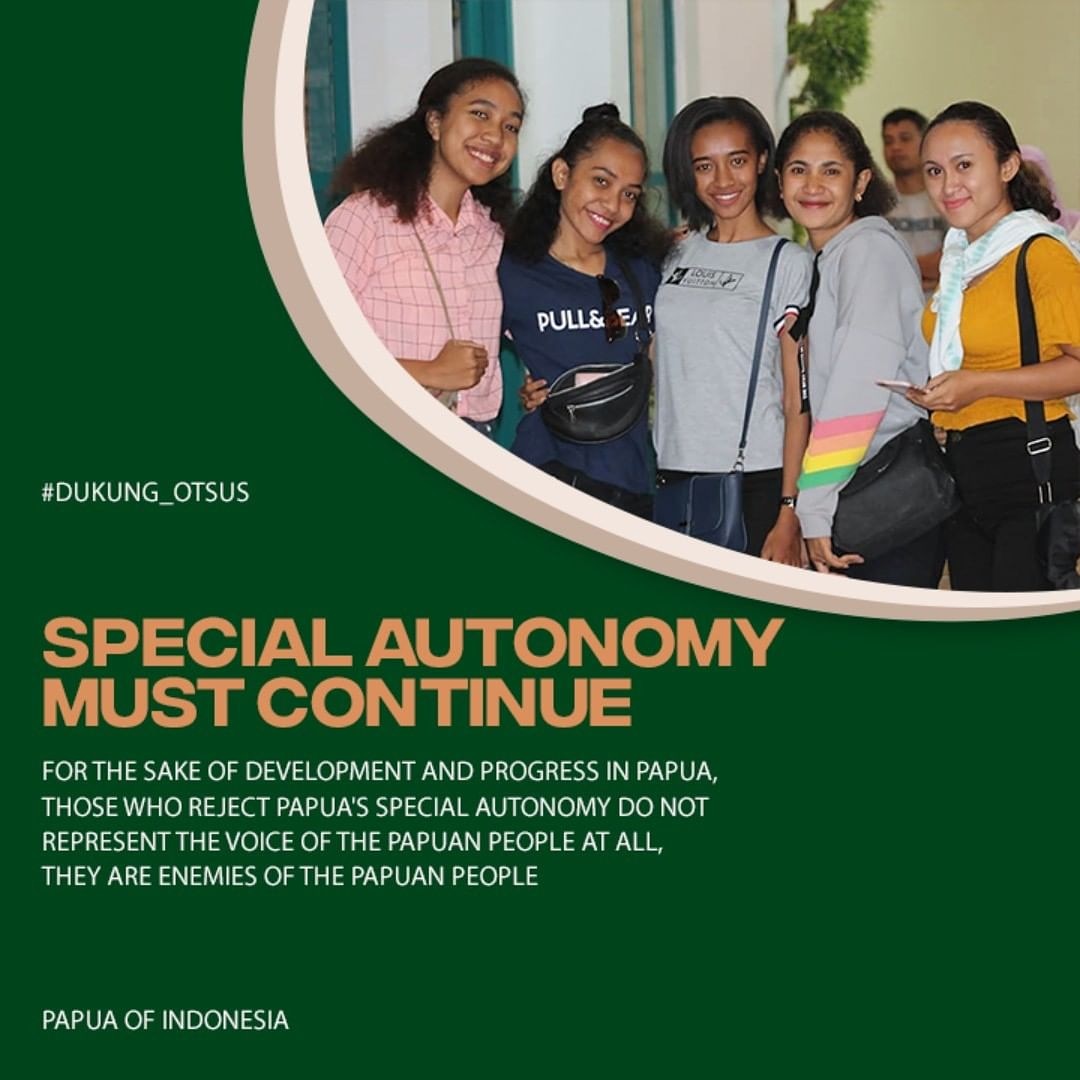 PULL&BEAR
LOUIS
TUITTON
#DUKUNG_OTSUS
SPECIAL AUTONOMY
MUST CONTINUE
FOR THE SAKE OF DEVELOPMENT AND PROGRESS IN PAPUA,
THOSE WHO REJECT PAPUA'S SPECIAL AUTONOMY DO NOT
REPRESENT THE VOICE OF THE PAPUAN PEOPLE AT ALL,
THEY ARE ENEMIES OF THE PAPUAN PEOPLE
PAPUA OF INDONESIA